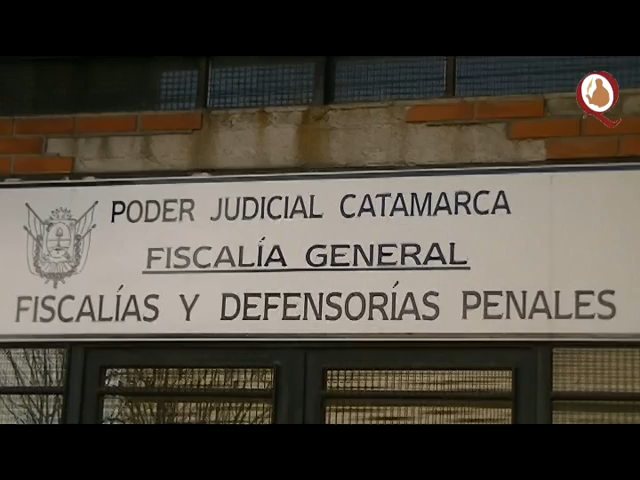 PODER JUDICIAL CATAMARCA
FISCALÍA GENERAL
FISCALÍAS Y DEFENSORÍAS PENALES